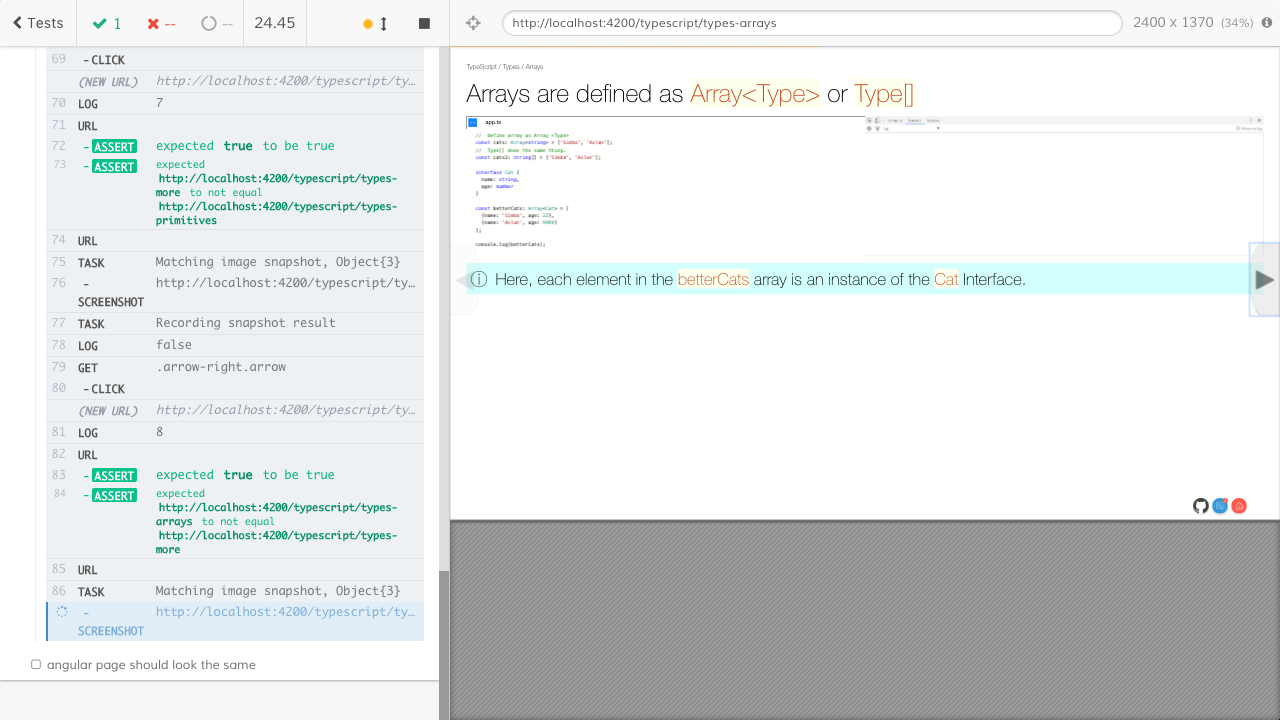 Tests
1
--
--
24.45
http://localhost:4200/typescript/types-arrays
2400 x 1370 (34%)
69 - CLICK
(NEW URL) http://localhost:4200/typescript/ty…
70 LOG 7
71 URL
72 - ASSERT expected true to be true
73 - ASSERT expected
http://localhost:4200/typescript/types-
more to not equal
http://localhost:4200/typescript/types-
primitives
74 URL
75 TASK Matching image snapshot, Object{3}
76 - http://localhost:4200/typescript/ty…
SCREENSHOT
77 TASK Recording snapshot result
78 LOG false
79 GET .arrow-right.arrow
80 - CLICK
(NEW URL) http://localhost:4200/typescript/ty…
81 LOG 8
82 URL
83 - ASSERT expected true to be true
84 - ASSERT expected
http://localhost:4200/typescript/types-
arrays to not equal
http://localhost:4200/typescript/types-
more
85 URL
86 TASK Matching image snapshot, Object{3}
- http://localhost:4200/typescript/ty…
SCREENSHOT
angular page should look the same
TypeScript / Types / Arrays
Arrays are defined as Array<Type> or Type[]
app.ts
// define array as Array <Type>
const cats: Array<string> = ['Simba', 'Aslan'];
// Type[] does the same thing.
const cats2: string[] = ['Simba', 'Aslan'];
interface Cat {
name: string,
age: number
}
const betterCats: Array<Cat> = [
{name: 'Simba', age: 22},
{name: 'Aslan', age: 9999}
];
console.log(betterCats);
Here, each element in the betterCats array is an instance of the Cat Interface.